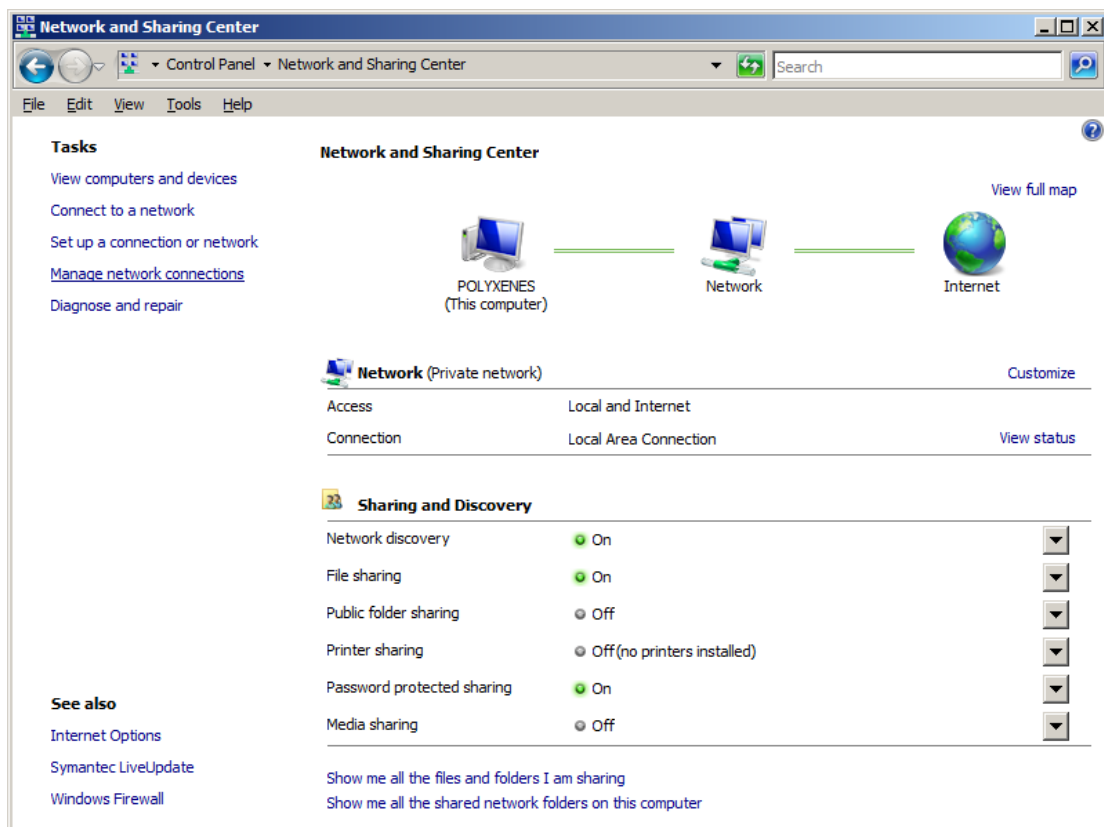 Network and Sharing Center
Control Panel Network and Sharing Center Search
File Edit View Tools Help
Tasks
View computers and devices
Connect to a network
Set up a connection or network
Manage network connections
Diagnose and repair
Network and Sharing Center
View full map
POLYXENES
(This computer)
Network
Internet
Network (Private network) Customize
Access Local and Internet
Connection Local Area Connection View status
Sharing and Discovery
Network discovery On
File sharing On
Public folder sharing Off
Printer sharing Off(no printers installed)
Password protected sharing On
Media sharing Off
Show me all the files and folders I am sharing
Show me all the shared network folders on this computer
See also
Internet Options
Symantec LiveUpdate
Windows Firewall